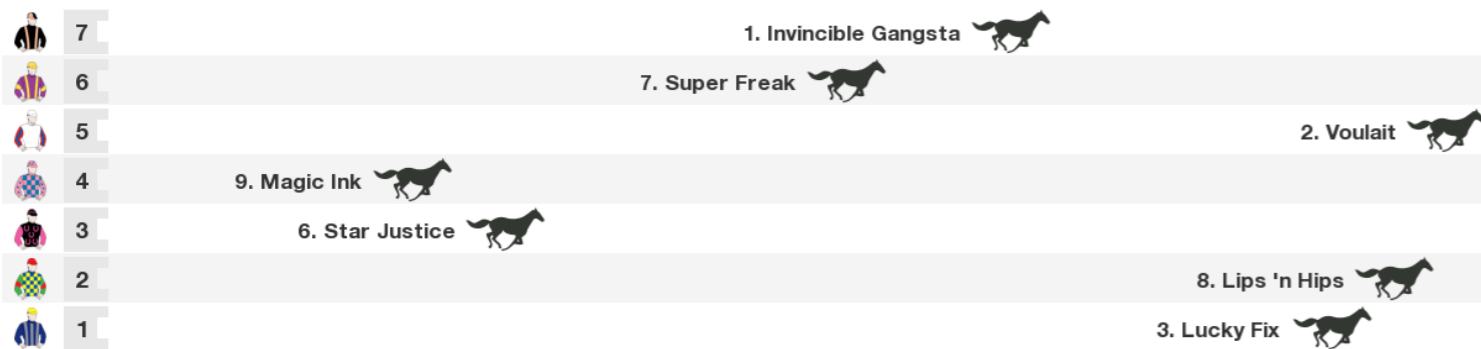 7 1. Invincible Gangsta
6 7. Super Freak
5 2. Voulait
4 9. Magic Ink
3 6. Star Justice
2 8. Lips 'n Hips
1 3. Lucky Fix